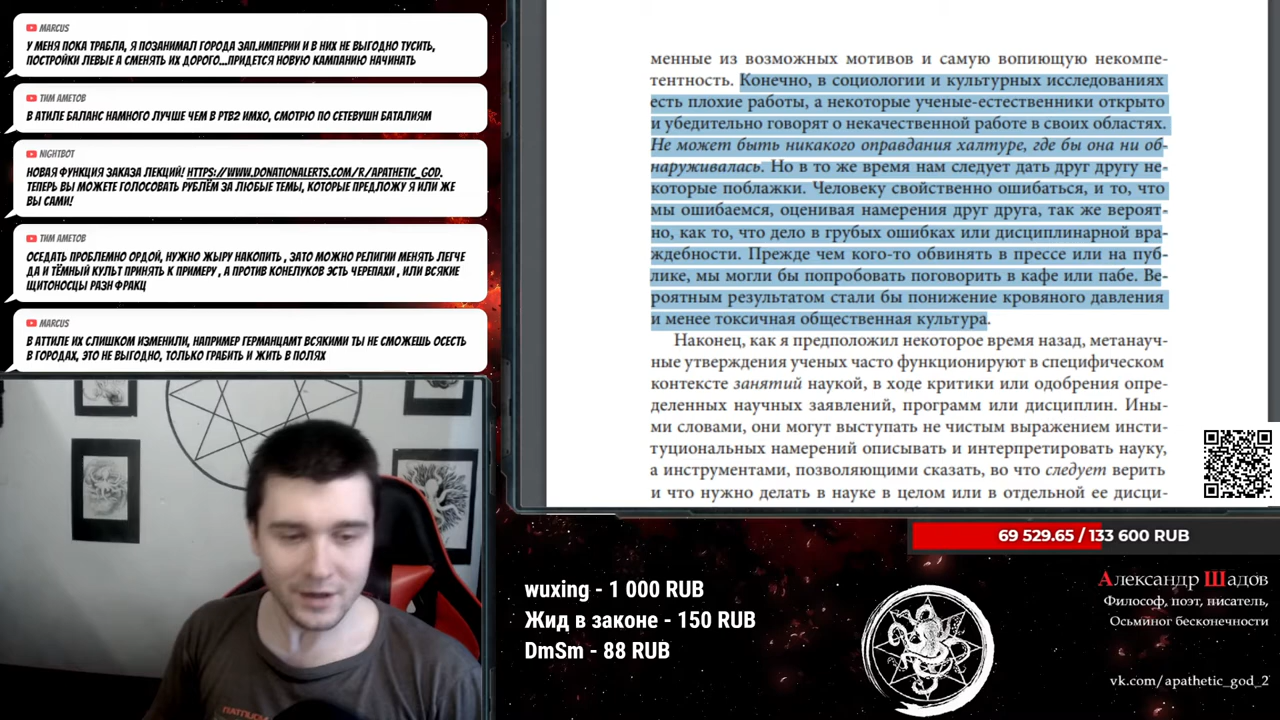 MARCUS
У МЕНЯ ПОКА ТРАБЛА, Я ПОЗАНИМАЛ ГОРОДА ЗАП.ИМПЕРИИ И В НИХ НЕ ВЫГОДНО ТУСИТЬ,
ПОСТРОЙКИ ЛЕВЫЕ А СМЕНЯТЬ ИХ ДОРОГО...ПРИДЕТСЯ НОВУЮ КАМПАНИЮ НАЧИНАТЬ
ТИМ АМЕТОВ
В АТИЛЕ БАЛАНС НАМНОГО ЛУЧШЕ ЧЕМ В РТВ2 ИМХО, СМОТРЮ ПО СЕТЕВУШН БАТАЛИЯМ
NIGHTBOT
НОВАЯ ФУНКЦИЯ ЗАКАЗА ЛЕКЦИЙ! HTTPS://WWW.DONATIONALERTS.COM/R/APATHETIC_GOD.
ТЕПЕРЬ ВЫ МОЖЕТЕ ГОЛОСОВАТЬ РУБЛЁМ ЗА ЛЮБЫЕ ТЕМЫ, КОТОРЫЕ ПРЕДЛОЖУ Я ИЛИ ЖЕ
ВЫ САМИ!
ТИМ АМЕТОВ
ОСЕДАТЬ ПРОБЛЕМНО ОРДОЙ, НУЖНО ЖЫРУ НАКОПИТЬ , ЗАТО МОЖНО РЕЛИГИИ МЕНЯТЬ ЛЕГЧЕ
ДА И ТЁМНЫЙ КУЛЬТ ПРИНЯТЬ К ПРИМЕРУ , А ПРОТИВ КОНЕЛУКОВ ЭСТЬ ЧЕРЕПАХИ , ИЛИ ВСЯКИЕ
ЩИТОНОСЦЫ РАЗН ФРАКЦ
MARCUS
В АТТИЛЕ ИХ СЛИШКОМ ИЗМЕНИЛИ, НАПРИМЕР ГЕРМАНЦАМТ ВСЯКИМИ ТЫ НЕ СМОЖЕШЬ ОСЕСТЬ
В ГОРОДАХ, ЭТО НЕ ВЫГОДНО, ТОЛЬКО ГРАБИТЬ И ЖИТЬ В ПОЛЯХ
менные из возможных мотивов и самую вопиющую некомпе-
тентность. Конечно, в социологии и культурных исследованиях
есть плохие работы, а некоторые ученые-естественники открыто
и убедительно говорят о некачественной работе в своих областях.
Не может быть никакого оправдания халтуре, где бы она ни об-
наруживалась. Но в то же время нам следует дать друг другу не-
которые поблажки. Человеку свойственно ошибаться, и то, что
мы ошибаемся, оценивая намерения друг друга, так же вероят-
но, как то, что дело в грубых ошибках или дисциплинарной вра-
ждебности. Прежде чем кого-то обвинять в прессе или на пуб-
лике, мы могли бы попробовать поговорить в кафе или пабе. Ве-
роятным результатом стали бы понижение кровяного давления
и менее токсичная общественная культура.
Наконец, как я предположил некоторое время назад, метанауч-
ные утверждения ученых часто функционируют в специфическом
контексте занятий наукой, в ходе критики или одобрения опре-
деленных научных заявлений, программ или дисциплин. Ины-
ми словами, они могут выступать не чистым выражением инсти-
туциональных намерений описывать и интерпретировать науку,
а инструментами, позволяющими сказать, во что следует верить
и что нужно делать в науке в целом или в отдельной ее дисци-
69 529.65 / 133 600 RUB
wuxing - 1 000 RUB
Жид в законе - 150 RUB
DmSm - 88 RUB
Александр Шадов
Философ, поэт, писатель,
Осьминог бесконечности
vk.com/apathetic_god_2